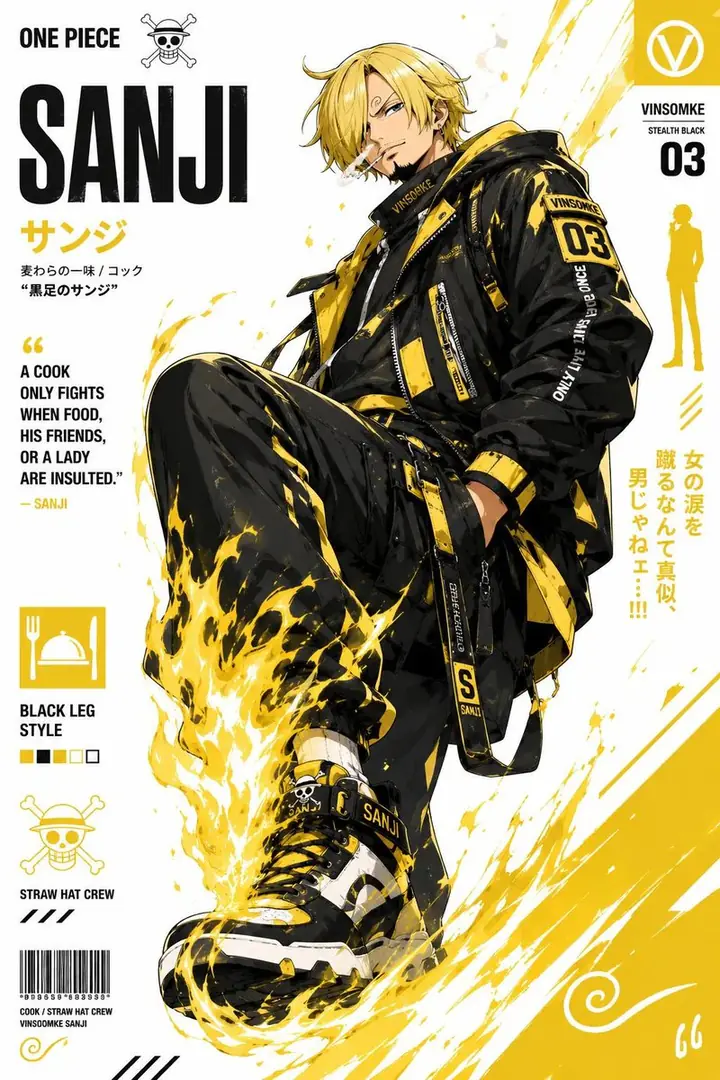 ONE PIECE
SANJI
サンジ
麦わらの一味 / コック
“黒足のサンジ”
“
A COOK
ONLY FIGHTS
WHEN FOOD,
HIS FRIENDS,
OR A LADY
ARE INSULTED.”
— SANJI
BLACK LEG
STYLE
STRAW HAT CREW
COOK / STRAW HAT CREW
VINSOOMKE SANJI
V
VINSOMKE
STEALTH BLACK
03
VINSOMKE
VINSOMKE
03
ONLY LIVE
ONCE
女の涙を
蹴るなんて真似、
男じゃねェ…!!!
S
SANJI
SANJI
SANJI
66